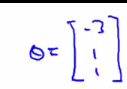 θ = [-3
1
1]